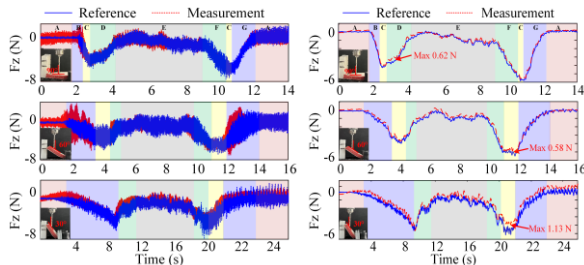 Reference Measurement Reference Measurement
A B C D E F C G
A B C D E F C G
Fz (N)
0
-8
Fz (N)
0
-6
Max 0.62 N
0 2 4 6 8 10 12 14
0 2 4 6 8 10 12 14
Fz (N)
0
-8
60°
Fz (N)
0
-6
60°
Max 0.58 N
0 2 4 6 8 10 12 14 16
0 2 4 6 8 10 12 14 16
Fz (N)
0
-8
30°
Fz (N)
0
-6
30°
Max 1.13 N
4 8 12 16 20 24
4 8 12 16 20 24
Time (s) Time (s)